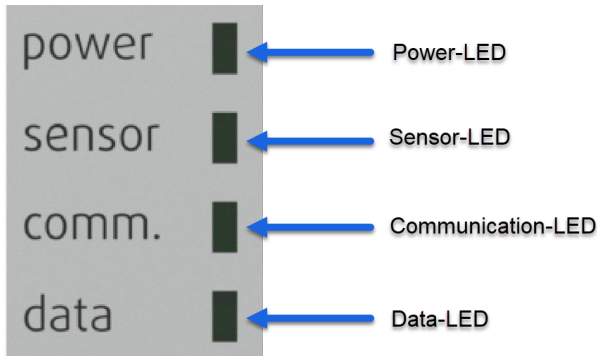 power Power-LED
sensor Sensor-LED
comm. Communication-LED
data Data-LED